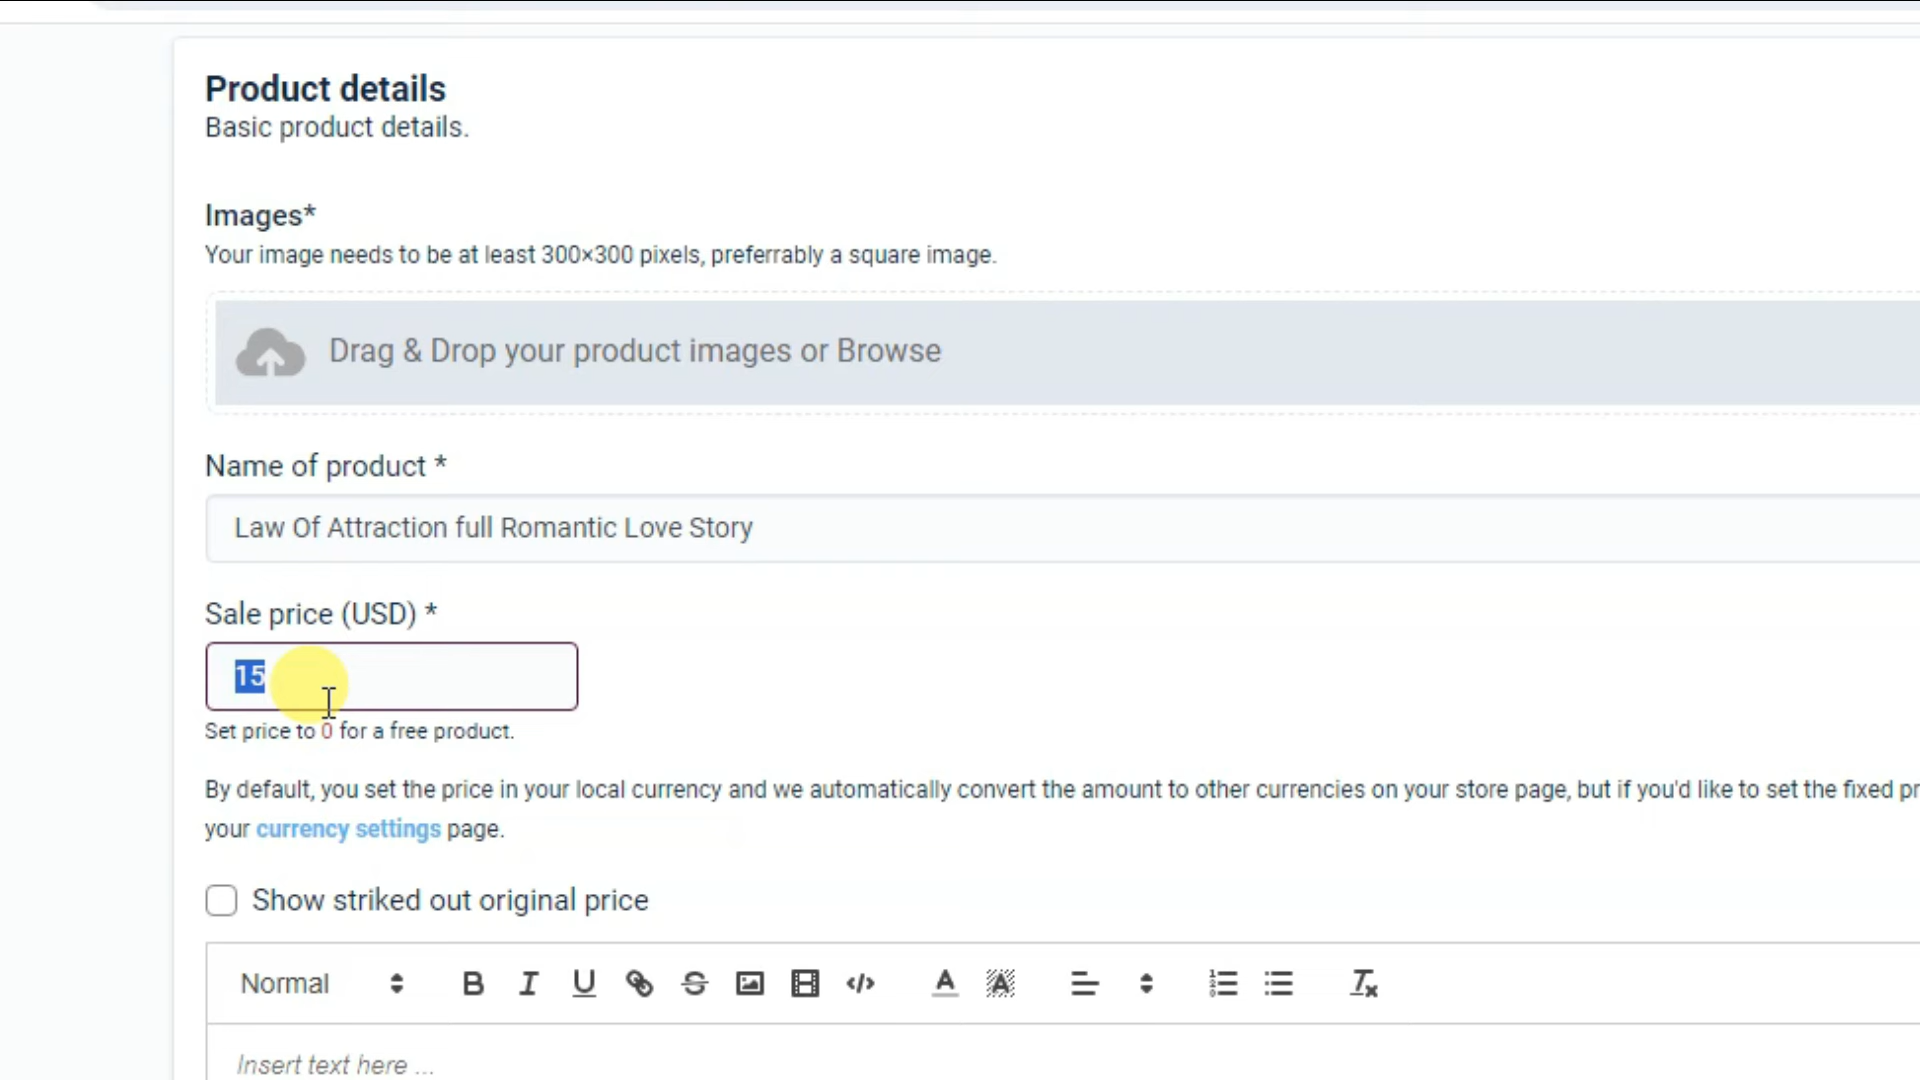 Product details
Basic product details.
Images*
Your image needs to be at least 300×300 pixels, preferrably a square image.
Drag & Drop your product images or Browse
Name of product *
Law Of Attraction full Romantic Love Story
Sale price (USD) *
15
Set price to 0 for a free product.
By default, you set the price in your local currency and we automatically convert the amount to other currencies on your store page, but if you'd like to set the fixed pr
your currency settings page.
Show striked out original price
Normal
Insert text here ...